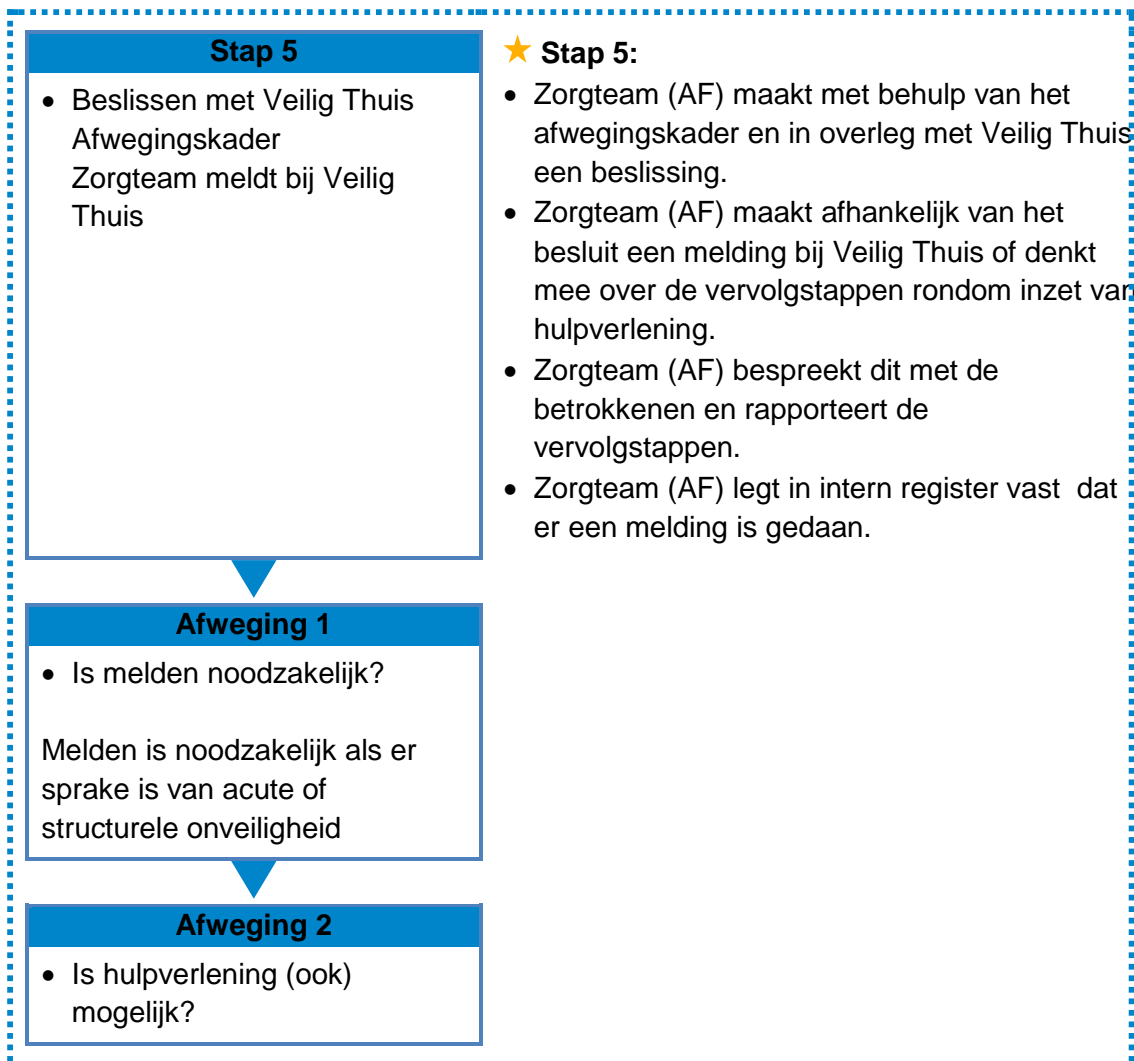 Stap 5
• Beslissen met Veilig Thuis
Afwegingskader
Zorgteam meldt bij Veilig
Thuis
★ Stap 5:
• Zorgteam (AF) maakt met behulp van het
afwegingskader en in overleg met Veilig Thuis
een beslissing.
• Zorgteam (AF) maakt afhankelijk van het
besluit een melding bij Veilig Thuis of denkt
mee over de vervolgstappen rondom inzet van
hulpverlening.
• Zorgteam (AF) bespreekt dit met de
betrokkenen en rapporteert de
vervolgstappen.
• Zorgteam (AF) legt in intern register vast  dat
er een melding is gedaan.
Afweging 1
• Is melden noodzakelijk?
Melden is noodzakelijk als er
sprake is van acute of
structurele onveiligheid
Afweging 2
• Is hulpverlening (ook)
mogelijk?